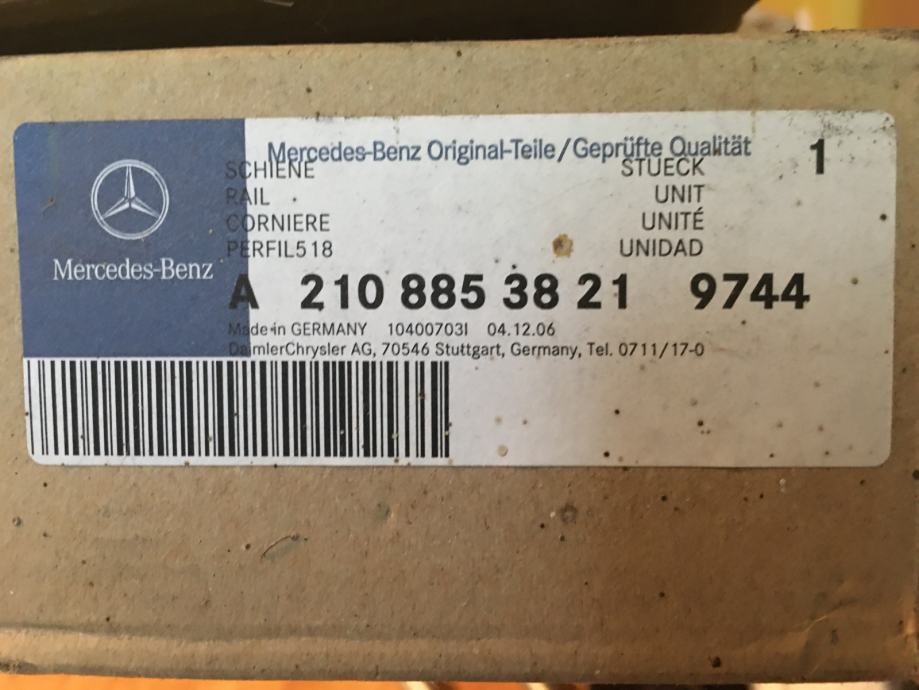 Mercedes-Benz Original-Teile/Geprüfte Qualität
SCHIENE STUECK 1
RAIL UNIT
CORNIERE UNITÉ
PERFIL518 UNIDAD
Mercedes-Benz
A 210 885 38 21 9744
Made in GERMANY 10400703I 04.12.06
DaimlerChrysler AG, 70546 Stuttgart, Germany, Tel. 0711/17-0